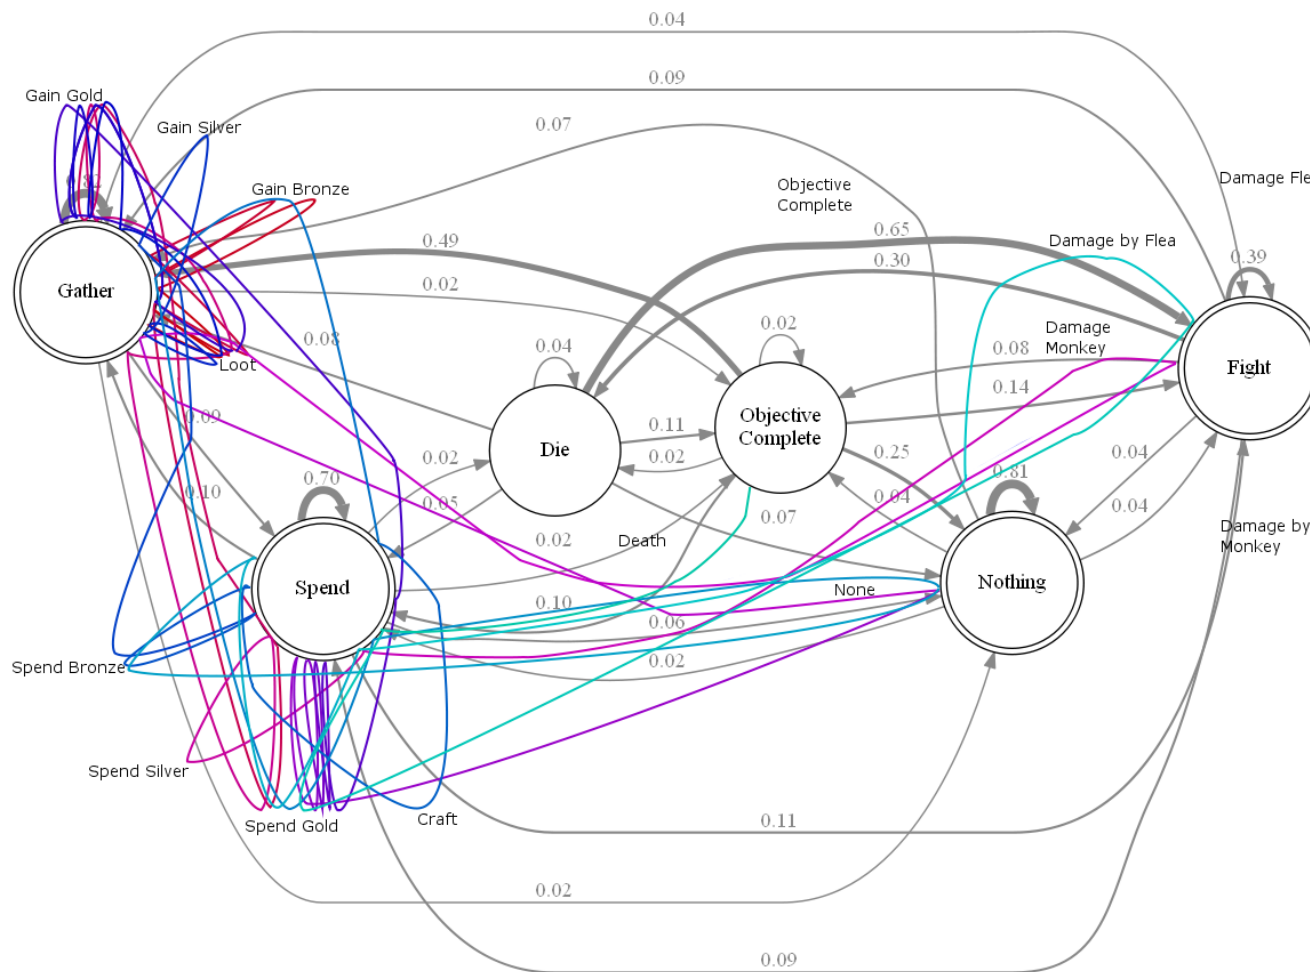 0.04
0.09
Gain Gold
0.07
Gain Silver
Objective
Complete
Damage Fle
Gain Bronze
0.65
0.49
Damage by Flea
0.30
0.39
0.02
Gather
0.02
Damage
Monkey
0.08
0.08
Loot
0.04
Fight
0.14
Objective
Complete
0.09
0.11
Die
0.25
0.04
0.02
0.02
0.70
0.81
0.10
0.05
0.04
0.04
0.07
Death
0.02
Damage by
Monkey
Spend
Nothing
None
0.10
0.06
Spend Bronze
0.02
Spend Silver
Spend Gold
Craft
0.11
0.02
0.09